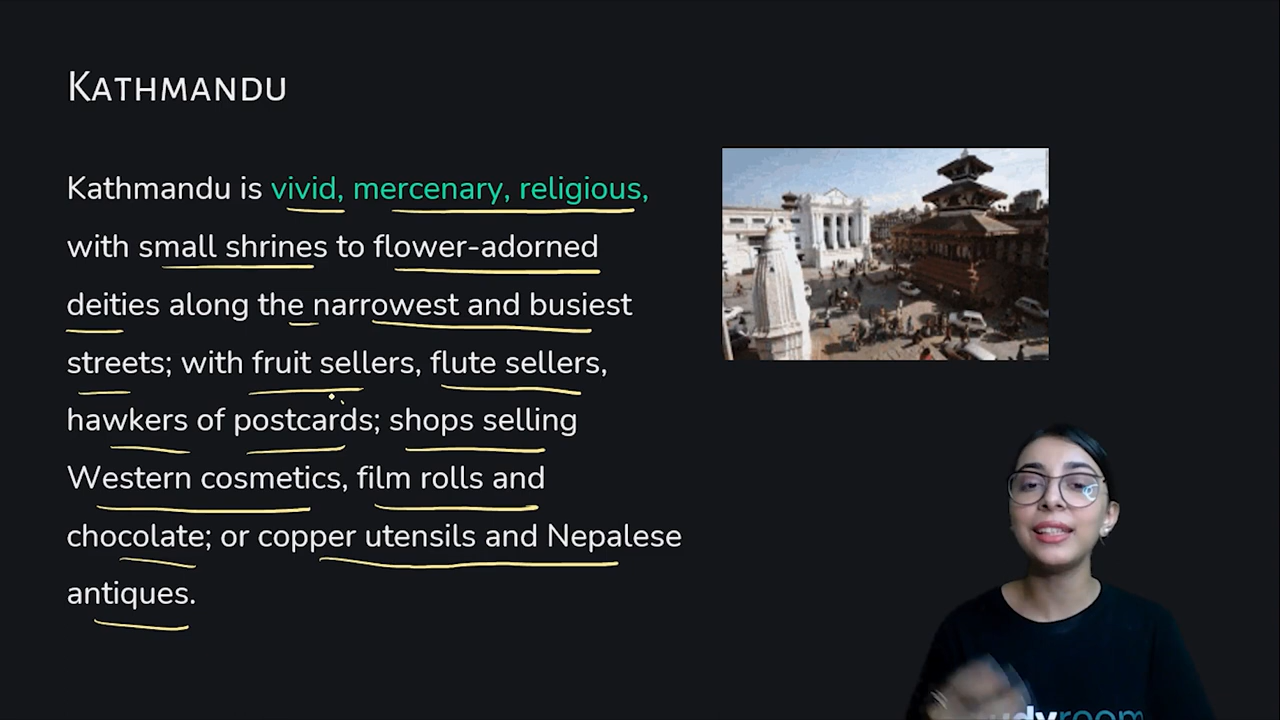 KATHMANDU
Kathmandu is vivid, mercenary, religious,
with small shrines to flower-adorned
deities along the narrowest and busiest
streets; with fruit sellers, flute sellers,
hawkers of postcards; shops selling
Western cosmetics, film rolls and
chocolate; or copper utensils and Nepalese
antiques.